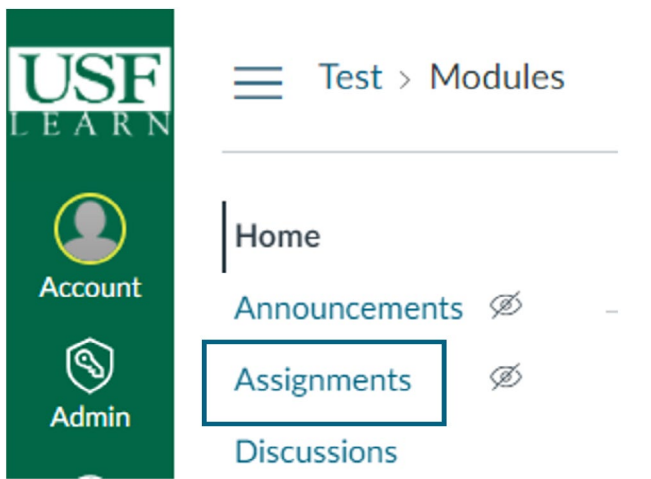 USF
LEARN
Account
Admin
Test > Modules
Home
Announcements
Assignments
Discussions